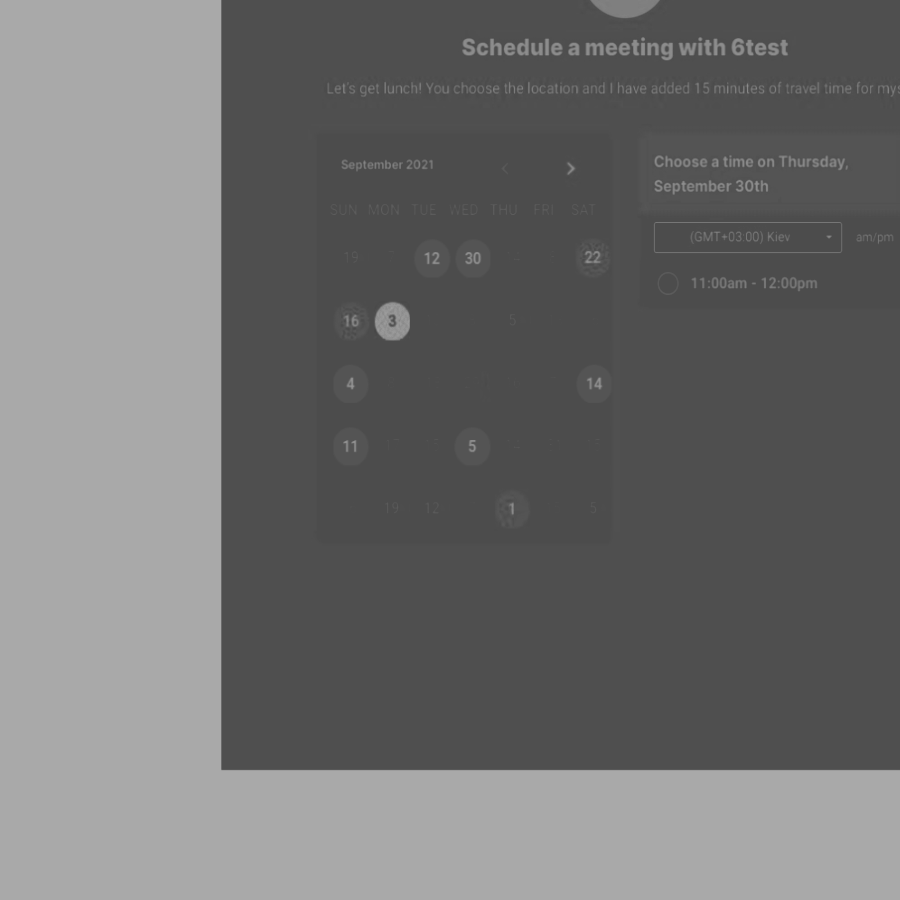 Schedule a meeting with 6test
Let's get lunch! You choose the location and I have added 15 minutes of travel time for
September 2021
SUN MON TUE WED THU FRI SAT
19 12 30 22
16 3 5
4 14
11 5
19 12 1 5
Choose a time on Thursday,
September 30th
(GMT+03:00) Kiev
am/pm
11:00am - 12:00pm